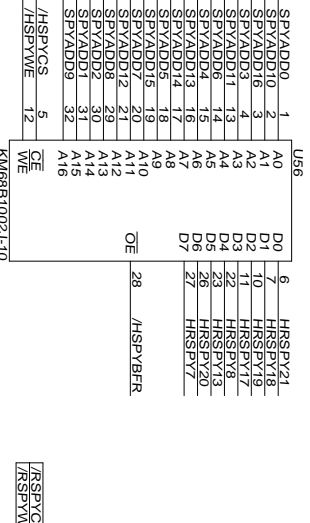 U56
SPYADD0 1 A0 D0 6 HRSPY21
SPYADD10 2 A1 D1 7 HRSPY18
SPYADD16 3 A2 D2 10 HRSPY19
SPYADD3 4 A3 D3 11 HRSPY17
SPYADD11 13 A4 D4 22 HRSPY8
SPYADD6 14 A5 D5 23 HRSPY13
SPYADD4 15 A6 D6 26 HRSPY20
SPYADD13 16 A7 D7 27 HRSPY7
SPYADD14 17 A8
SPYADD5 18 A9
SPYADD15 19 A10
SPYADD7 20 A11 OE 28 /HSPYBFR
SPYADD12 21 A12
SPYADD8 29 A13
SPYADD2 30 A14
SPYADD1 31 A15
SPYADD9 32 A16
/HSPYCS 5 CE
/HSPYWE 12 WE
KM68B1002J-10
/RSPYC